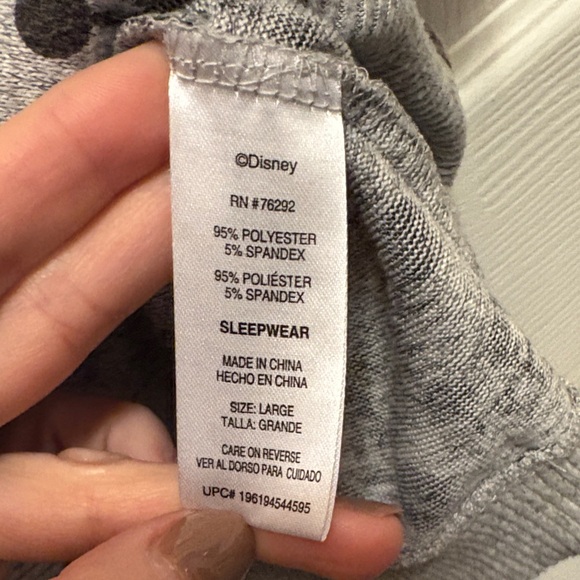 ©Disney
RN #76292
95% POLYESTER
5% SPANDEX
95% POLIÉSTER
5% SPANDEX
SLEEPWEAR
MADE IN CHINA
HECHO EN CHINA
SIZE: LARGE
TALLA: GRANDE
CARE ON REVERSE
VER AL DORSO PARA CUIDADO
UPC# 196194544595